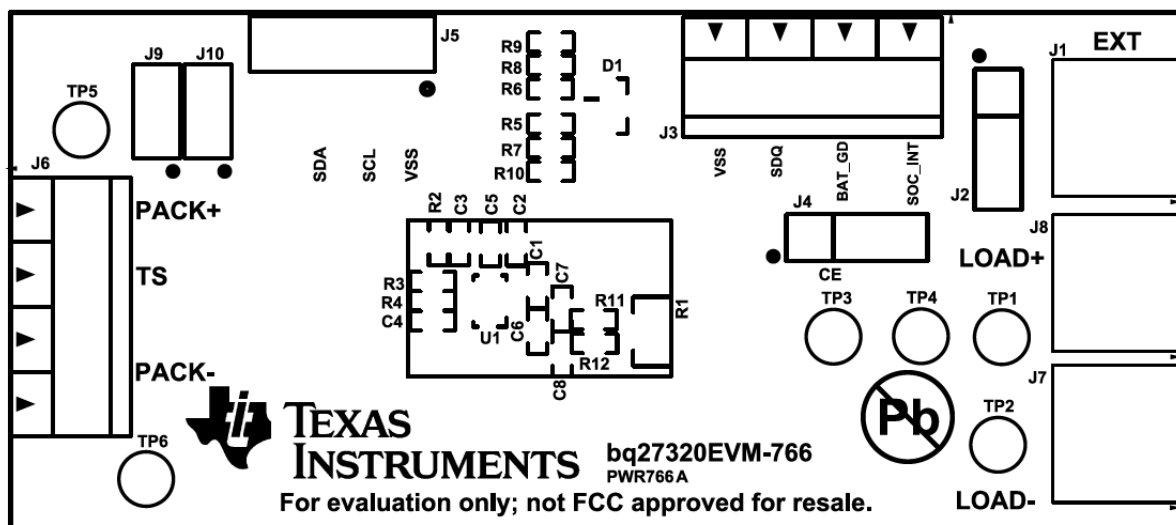 J9 J10
J5
R9
R8
R6
D1
R5
R7
R10
J3
J1
EXT
TP5
J6
SDA
SCL
VSS
VSS
SDQ
BAT_GD
SOC_INT
J2
PACK+
TS
PACK-
R2
C3
C5
C2
C1
C7
R3
R4
C4
U1
C6
R11
R12
C8
R1
J4
CE
J8
LOAD+
TP3
TP4
TP1
J7
Pb
TP2
LOAD-
TP6
TEXAS
INSTRUMENTS
bq27320EVM-766
PWR766A
For evaluation only; not FCC approved for resale.